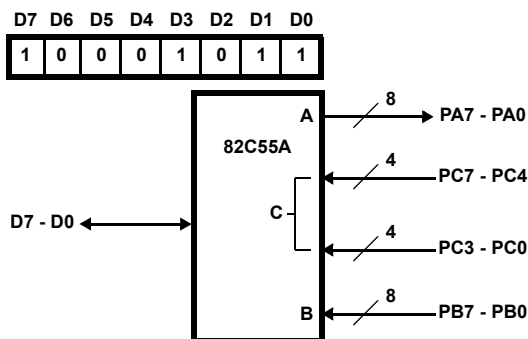 D7 D6 D5 D4 D3 D2 D1 D0
1 0 0 0 1 0 1 1
A 8 PA7 - PA0
82C55A
4 PC7 - PC4
C
D7 - D0
4 PC3 - PC0
B 8 PB7 - PB0